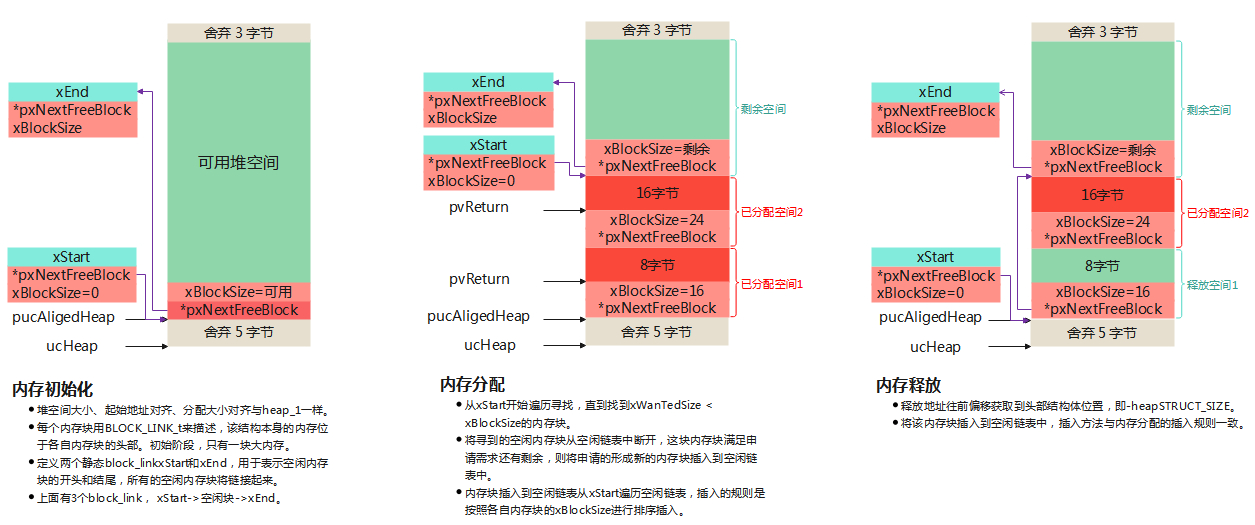 舍弃 3 字节
xEnd
*pxNextFreeBlock
xBlockSize
可用堆空间
xStart
*pxNextFreeBlock
xBlockSize=0
xBlockSize=可用
*pxNextFreeBlock
pucAligedHeap
舍弃 5 字节
ucHeap
内存初始化
堆空间大小、起始地址对齐、分配大小对齐与heap_1一样。
每个内存块用BLOCK_LINK_t来描述，该结构本身的内存位
于各自内存块的头部。初始阶段，只有一块大内存。
定义两个静态block_linkxStart和xEnd，用于表示空闲内存
块的开头和结尾，所有的空闲内存块将链接起来。
上面有3个block_link， xStart->空闲块->xEnd。
舍弃 3 字节
xEnd
*pxNextFreeBlock
xBlockSize
剩余空间
xStart
*pxNextFreeBlock
xBlockSize=0
xBlockSize=剩余
*pxNextFreeBlock
16字节
pvReturn
已分配空间2
xBlockSize=24
*pxNextFreeBlock
8字节
pvReturn
已分配空间1
xBlockSize=16
*pxNextFreeBlock
pucAligedHeap
舍弃 5 字节
ucHeap
内存分配
从xStart开始遍历寻找，直到找到xWanTedSize <
xBlockSize的内存块。
将寻到的空闲内存块从空闲链表中断开，这块内存块满足申
请需求还有剩余，则将申请的形成新的内存块插入到空闲链
表中。
内存块插入到空闲链表从xStart遍历空闲链表，插入的规则是
按照各自内存块的xBlockSize进行排序插入。
舍弃 3 字节
xEnd
*pxNextFreeBlock
xBlockSize
剩余空间
xBlockSize=剩余
*pxNextFreeBlock
16字节
已分配空间2
xBlockSize=24
*pxNextFreeBlock
xStart
*pxNextFreeBlock
xBlockSize=0
8字节
释放空间1
xBlockSize=16
*pxNextFreeBlock
pucAligedHeap
舍弃 5 字节
ucHeap
内存释放
释放地址往前偏移获取到头部结构体位置，即-heapSTRUCT_SIZE。
将该内存块插入到空闲链表中，插入方法与内存分配的插入规则一致。